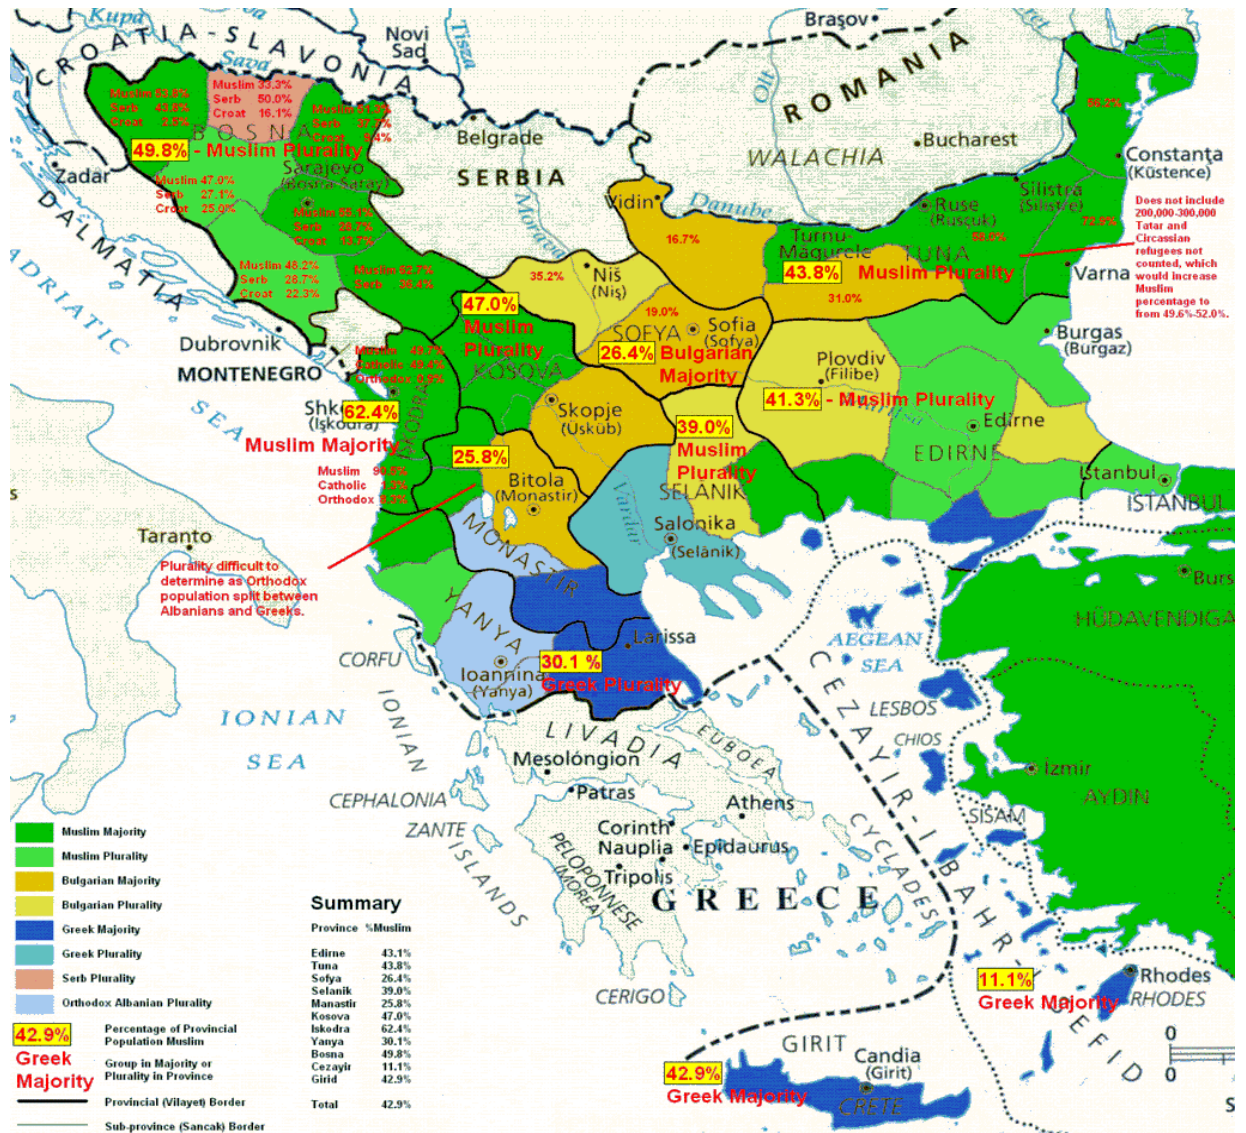 Kupa
CROATIA-SLAVONIA
Sava
Novi
Sad
Tisza
Braşov
Olt
ROMANIA
Bucharest
WALACHIA
Constanţa
(Küstence)
Belgrade
SERBIA
Morava
Vidin
Danube
Zadar
DALMATIA
ADRIATIC
SEA
Dubrovnik
MONTENEGRO
BOSNA
Sarajevo
(Bosna-Saray)
Muslim 33.3%
Serb 50.0%
Croat 16.1%
49.8% - Muslim Plurality
Muslim 47.0%
Serb 27.1%
Croat 25.0%
Serb 28.7%
Croat 22.3%
Silistra
(Silistre)
Ruse
(Rusçuk)
Turnu-
Măgurele
TUNA
43.8% Muslim Plurality
31.0%
72.9%
Does not include
200,000-300,000
Tatar and
Circassian
refugees not
counted, which
would increase
Muslim
percentage to
from 49.6%-52.0%.
Varna
Burgas
(Burgaz)
16.7%
35.2%
Niš
(Niş)
19.0%
SOFYA
Sofia
(Sofya)
26.4% Bulgarian
Majority
47.0%
Muslim
Plurality
KOSOVA
Skopje
(Üsküb)
Plovdiv
(Filibe)
41.3% - Muslim Plurality
Edirne
EDIRNE
Istanbul
ISTANBUL
39.0%
Muslim
Plurality
SELÂNIK
Vardar
Salonika
(Selânik)
(Işkodra)
62.4%
Muslim Majority
IŞKODRA
Muslim
Catholic
Orthodox
25.8%
Bitola
(Monastir)
MONASTIR
Plurality difficult to
determine as Orthodox
population split between
Albanians and Greeks.
Taranto
YANYA
Ioannina
(Yanya)
30.1 %
Greek Plurality
Larissa
CORFU
IONIAN
SEA
IONIAN
ISLANDS
CEPHALONIA
ZANTE
CERIGO
LIVADIA
EUBOEA
Mesolóngion
Patras
Athens
Corinth
Nauplia
Epidaurus
Tripolis
PELOPONNESE
(MOREA)
GREECE
CYCLADES
AEGEAN
SEA
LESBOS
CHIOS
SISAM
Izmir
AYDIN
Burs
HÜDAVENDIGA
CEZAYIR-I BAHR-I SEFID
11.1%
Greek Majority
Rhodes
RHODES
GIRIT
Candia
(Girit)
CRETE
42.9%
Greek Majority
0
0
S
Muslim Majority
Muslim Plurality
Bulgarian Majority
Bulgarian Plurality
Greek Majority
Greek Plurality
Serb Plurality
Orthodox Albanian Plurality
42.9% Percentage of Provincial
Population Muslim
Greek
Majority
Group in Majority or
Plurality in Province
Provincial (Vilayet) Border
Sub-province (Sancak) Border
Summary
Province %Muslim
Edirne 43.1%
Tuna 43.8%
Sofya 26.4%
Selanik 39.0%
Manastir 25.8%
Kosova 47.0%
Iskodra 62.4%
Yanya 30.1%
Bosna 49.8%
Cezayir 11.1%
Girid 42.9%
Total 42.9%